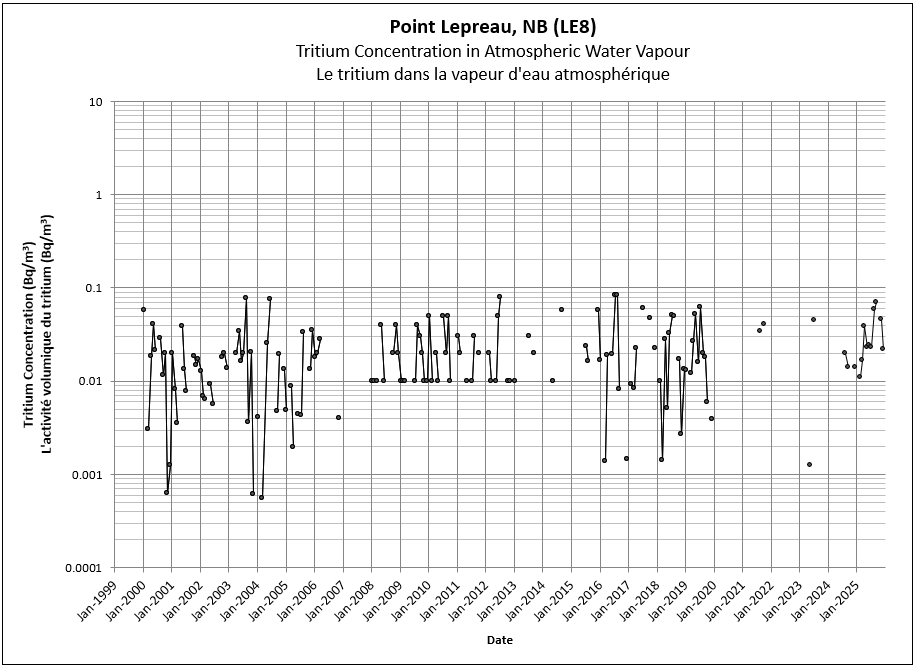 Point Lepreau, NB (LE8)
Tritium Concentration in Atmospheric Water Vapour
Le tritium dans la vapeur d'eau atmosphérique
Tritium Concentration (Bq/m³)
L'activité volumique du tritium (Bq/m³)
10
1
0.1
0.01
0.001
0.0001
Jan-1999
Jan-2000
Jan-2001
Jan-2002
Jan-2003
Jan-2004
Jan-2005
Jan-2006
Jan-2007
Jan-2008
Jan-2009
Jan-2010
Jan-2011
Jan-2012
Jan-2013
Jan-2014
Jan-2015
Jan-2016
Jan-2017
Jan-2018
Jan-2019
Jan-2020
Jan-2021
Jan-2022
Jan-2023
Jan-2024
Jan-2025
Date